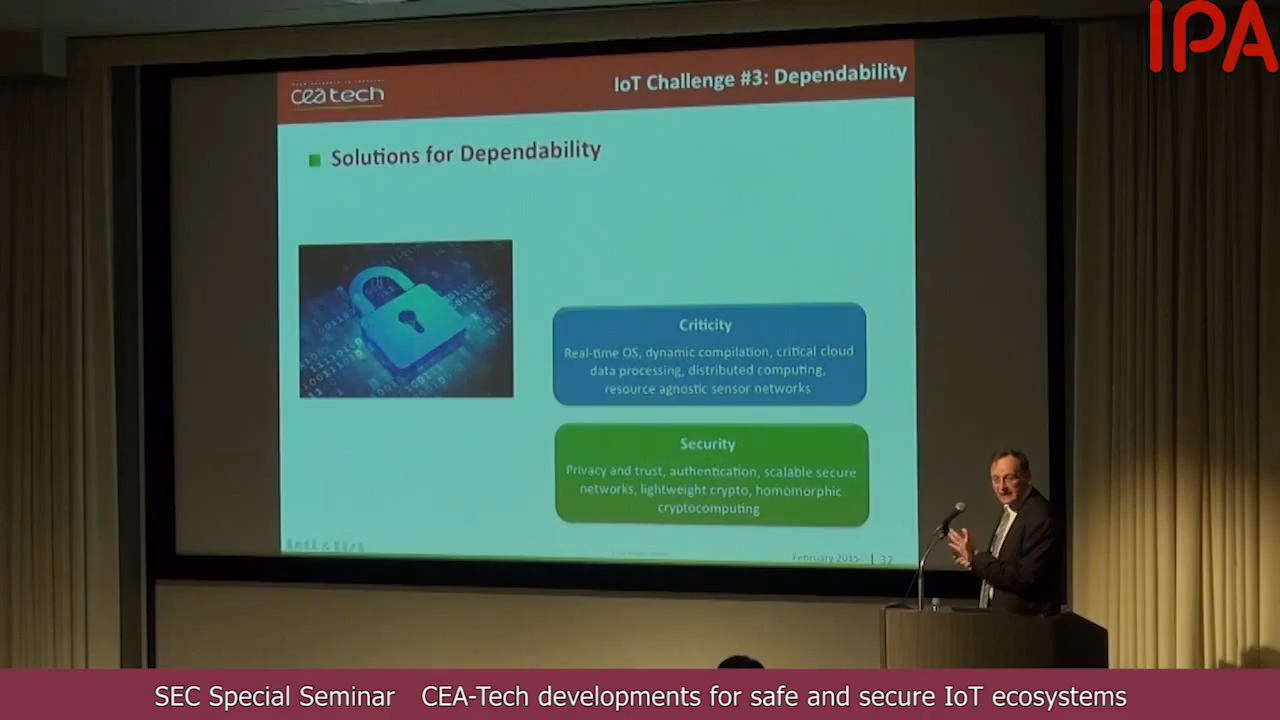 IPA
ceatech
IoT Challenge #3: Dependability
Solutions for Dependability
Criticity
Real-time OS, dynamic compilation, critical cloud
data processing, distributed computing,
resource agnostic sensor networks
Security
Privacy and trust, authentication, scalable secure
networks, lightweight crypto, homomorphic
cryptocomputing
February 2015 | 37
SEC Special Seminar CEA-Tech developments for safe and secure IoT ecosystems